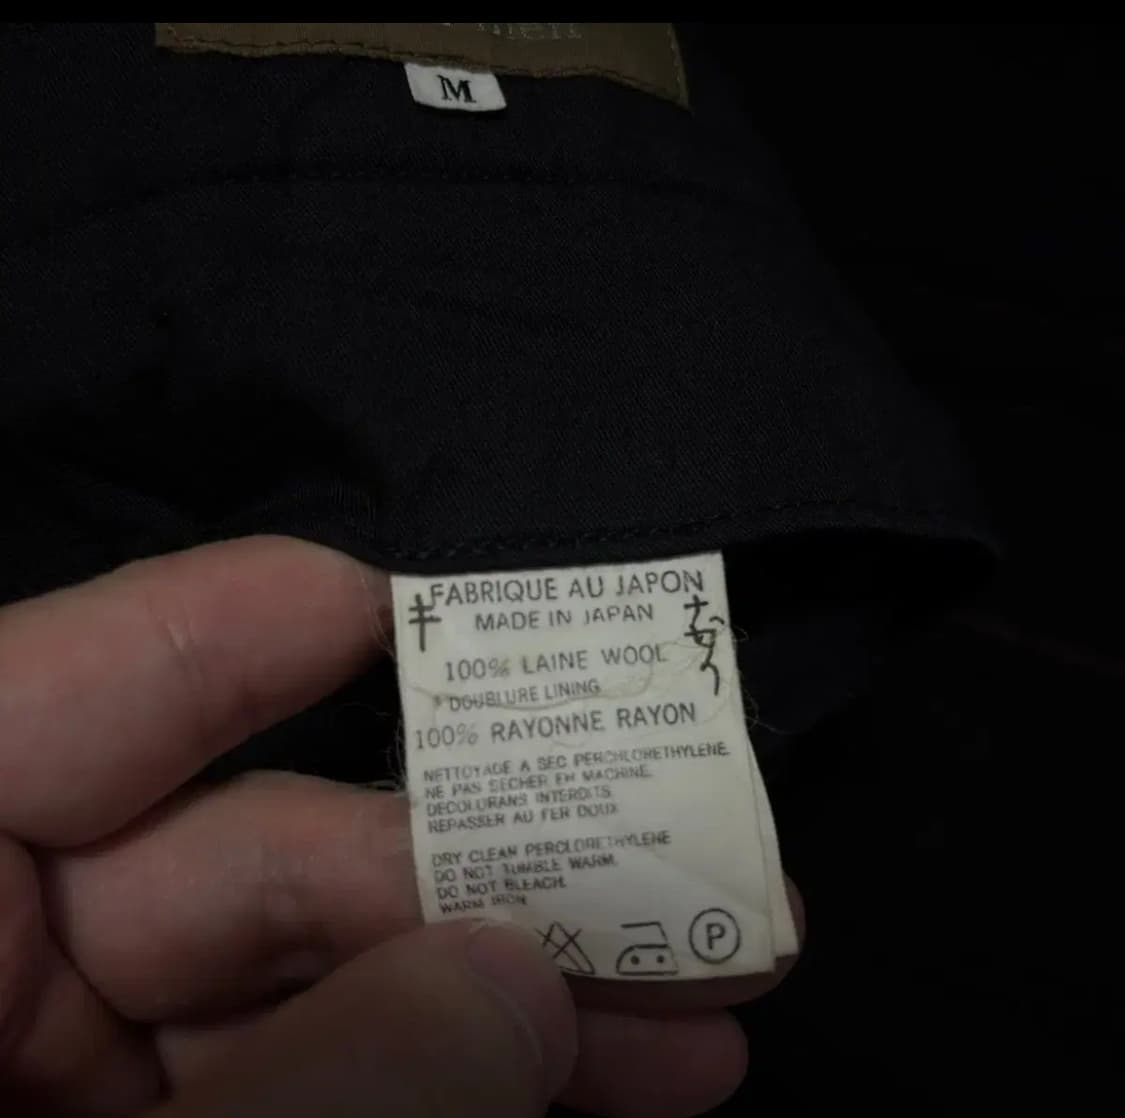 men
M
FABRIQUE AU JAPON
MADE IN JAPAN
100% LAINE WOOL
DOUBLURE LINING
100% RAYONNE RAYON
NETTOYAGE A SEC PERCHLORETHYLENE.
NE PAS SECHER EN MACHINE.
DECOLORANS INTERDITS
REPASSER AU FER DOUX
DRY CLEAN PERCLORETHYLENE
DO NOT TUMBLE WARM.
DO NOT BLEACH.
WARM IRON
P